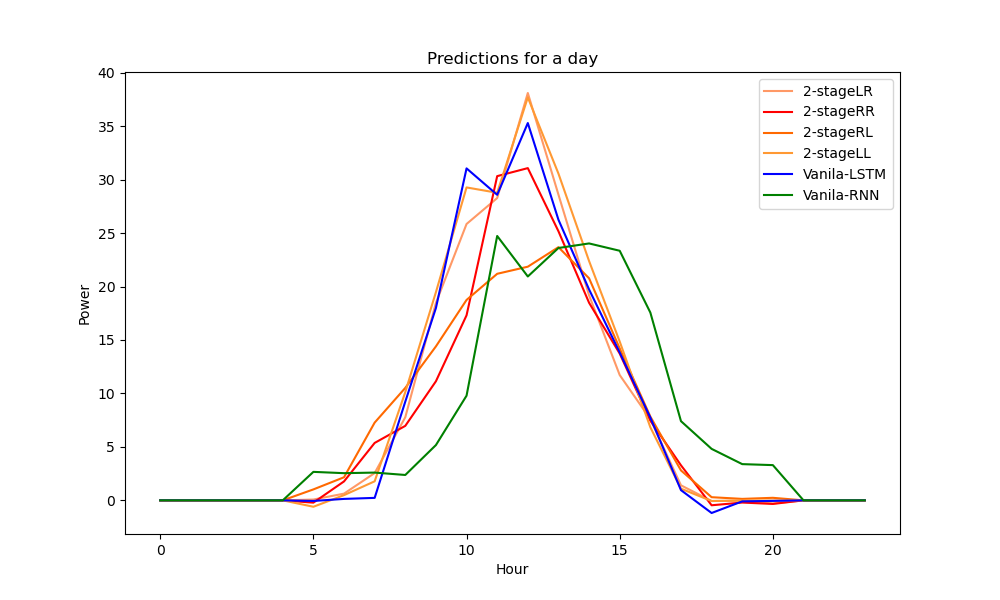 Predictions for a day
40
35
30
25
20
15
10
5
0
Power
0 5 10 15 20
Hour
2-stageLR
2-stageRR
2-stageRL
2-stageLL
Vanila-LSTM
Vanila-RNN